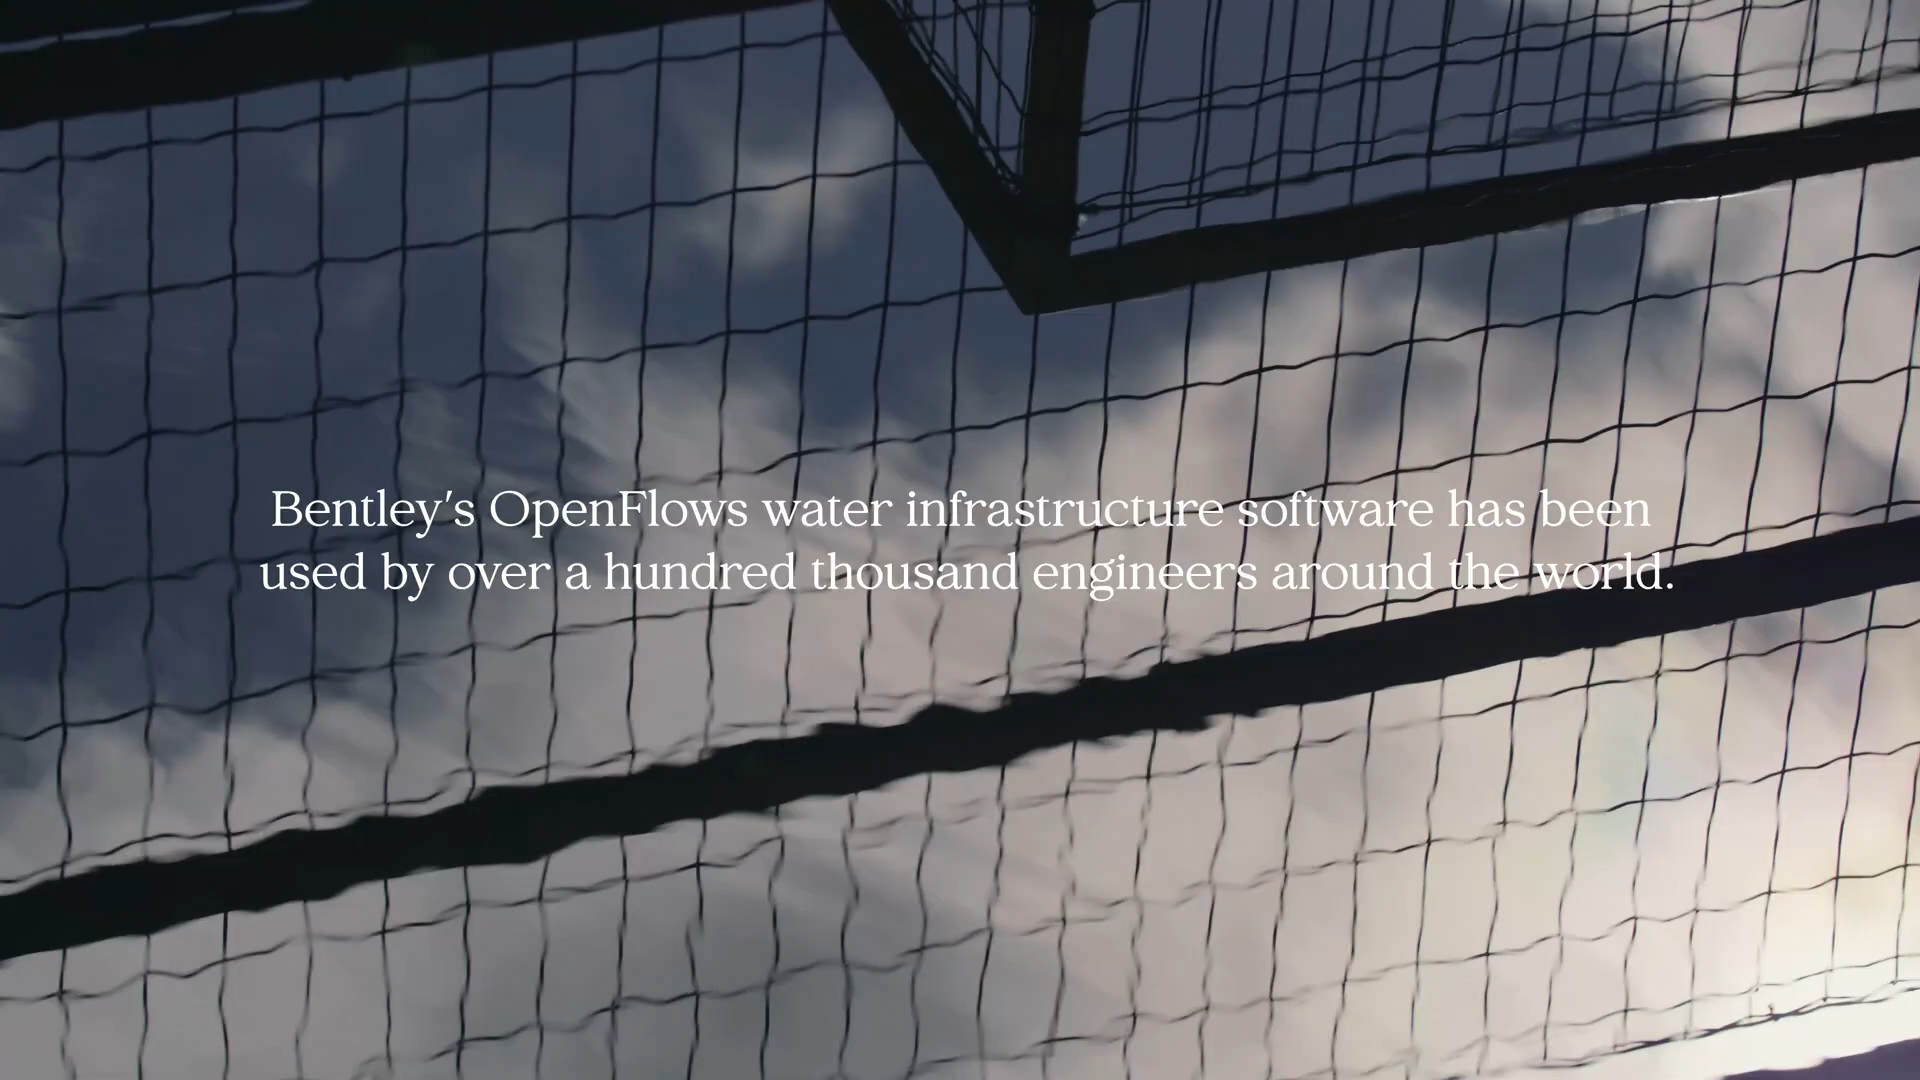 Bentley's OpenFlows water infrastructure software has been
used by over a hundred thousand engineers around the world.